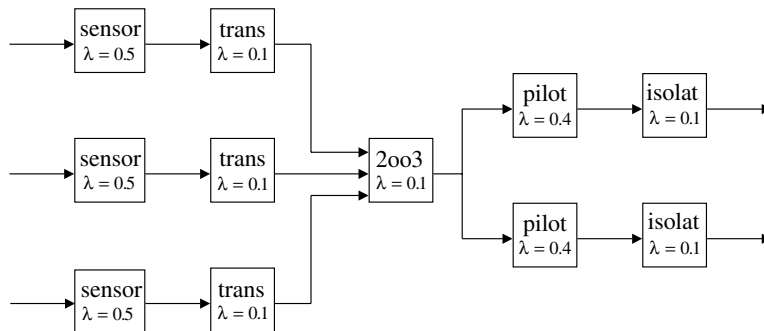 sensor
λ = 0.5
trans
λ = 0.1
sensor
λ = 0.5
trans
λ = 0.1
sensor
λ = 0.5
trans
λ = 0.1
2oo3
λ = 0.1
pilot
λ = 0.4
isolat
λ = 0.1
pilot
λ = 0.4
isolat
λ = 0.1